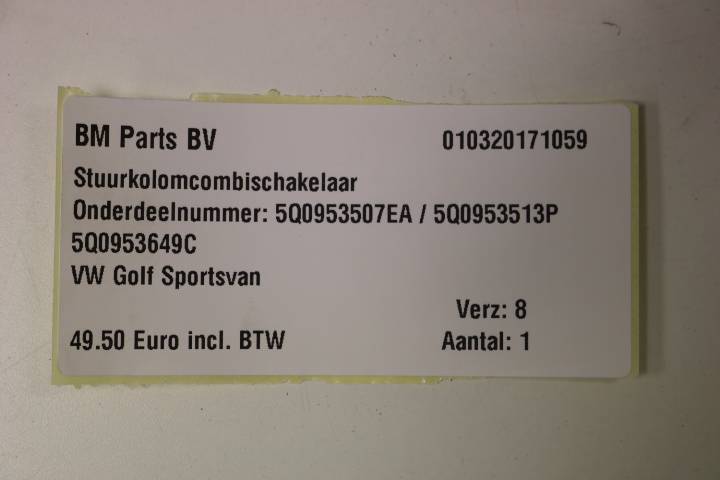 BM Parts BV 010320171059
Stuurkolomcombischakelaar
Onderdeelnummer: 5Q0953507EA / 5Q0953513P
5Q0953649C
VW Golf Sportsvan
Verz: 8
49.50 Euro incl. BTW Aantal: 1